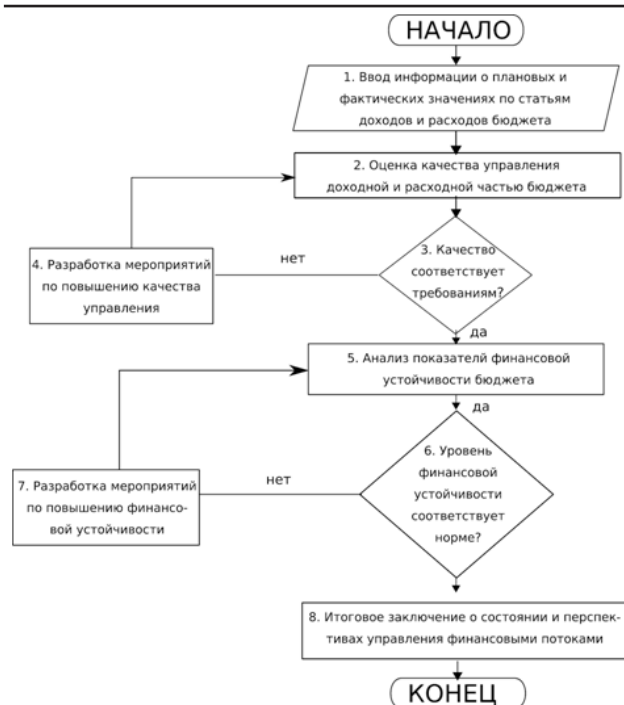 НАЧАЛО
1. Ввод информации о плановых и
фактических значениях по статьям
доходов и расходов бюджета
2. Оценка качества управления
доходной и расходной частью бюджета
3. Качество
соответствует
требованиям?
нет
4. Разработка мероприятий
по повышению качества
управления
да
5. Анализ показателй финансовой
устойчивости бюджета
да
6. Уровень
финансовой
устойчивости
соответствует
норме?
нет
7. Разработка мероприятий
по повышению финансо-
вой устойчивости
8. Итоговое заключение о состоянии и перспек-
тивах управления финансовыми потоками
КОНЕЦ